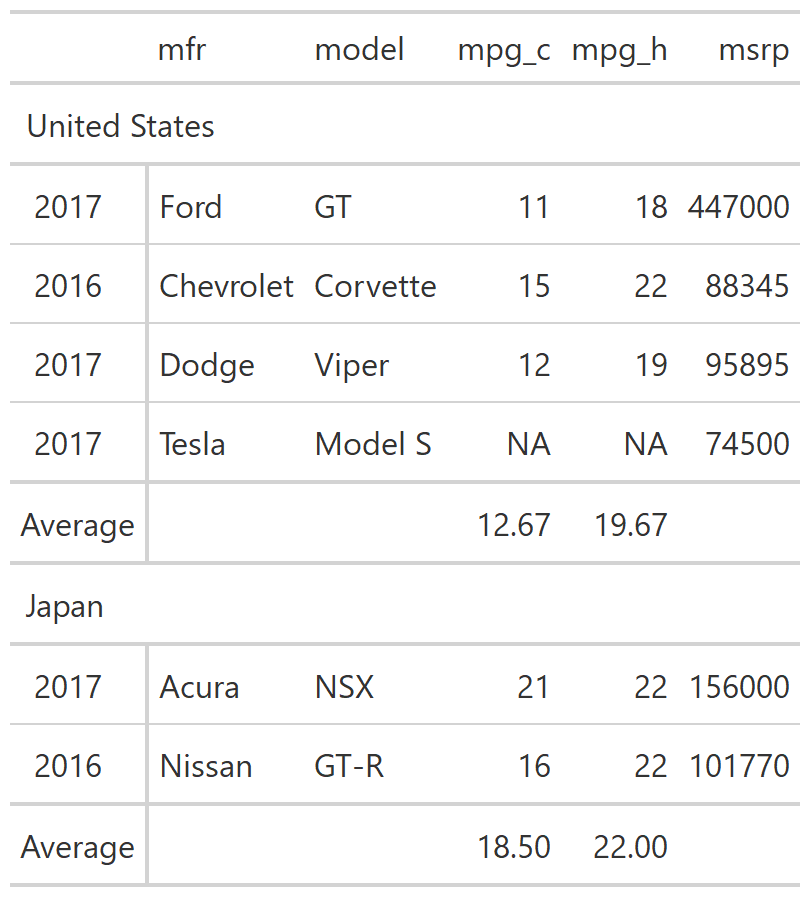 mfr model mpg_c mpg_h msrp
United States
2017 Ford GT 11 18 447000
2016 Chevrolet Corvette 15 22 88345
2017 Dodge Viper 12 19 95895
2017 Tesla Model S NA NA 74500
Average 12.67 19.67
Japan
2017 Acura NSX 21 22 156000
2016 Nissan GT-R 16 22 101770
Average 18.50 22.00